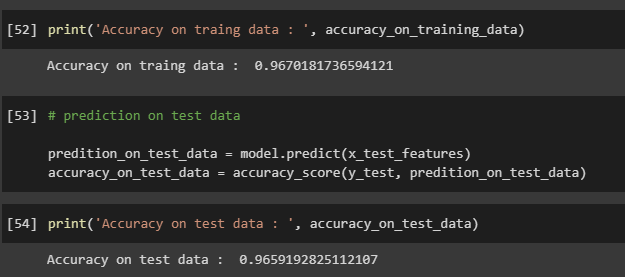 [52] print('Accuracy on traing data : ', accuracy_on_training_data)
Accuracy on traing data :  0.9670181736594121
[53] # prediction on test data
predition_on_test_data = model.predict(x_test_features)
accuracy_on_test_data = accuracy_score(y_test, predition_on_test_data)
[54] print('Accuracy on test data : ', accuracy_on_test_data)
Accuracy on test data :  0.9659192825112107